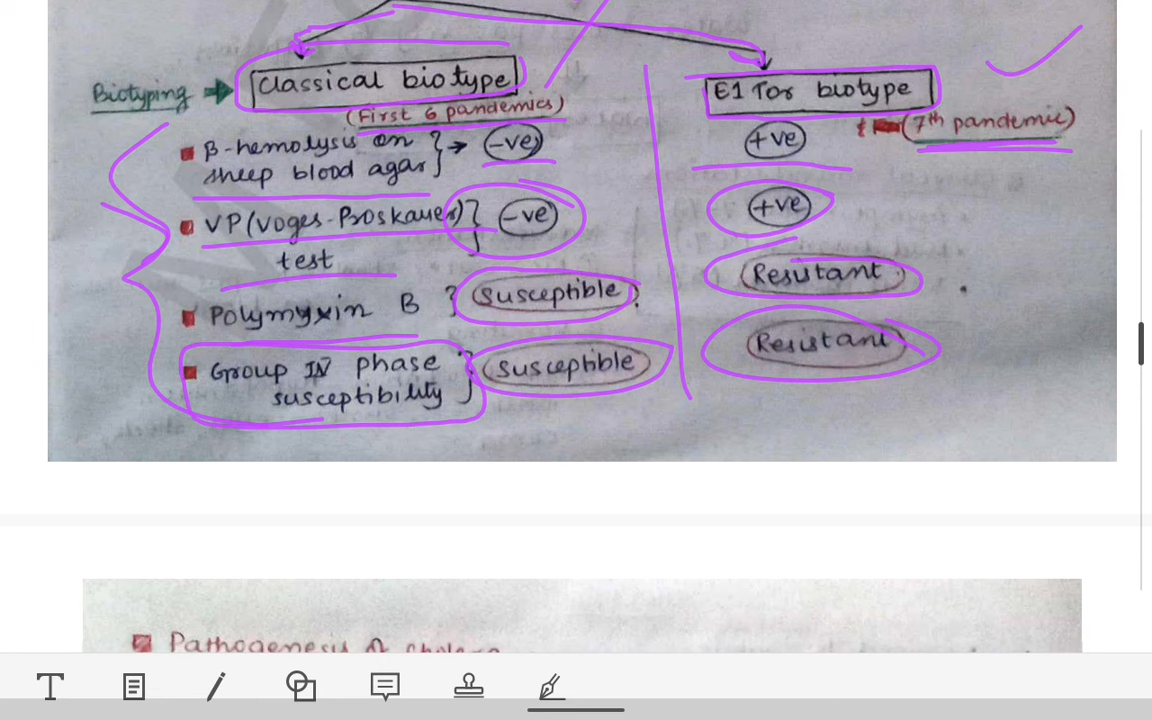 Biotyping
Classical biotype
E1 Tor biotype
(First 6 pandemics)
(7th pandemic)
β-hemolysis on
sheep blood agar
-ve
+ve
VP (Voges-Proskauer)
test
-ve
+ve
Polymyxin B
Susceptible
Resistant
Group IV phase
susceptibility
Susceptible
Resistant
Pathogenesis of cholera
T